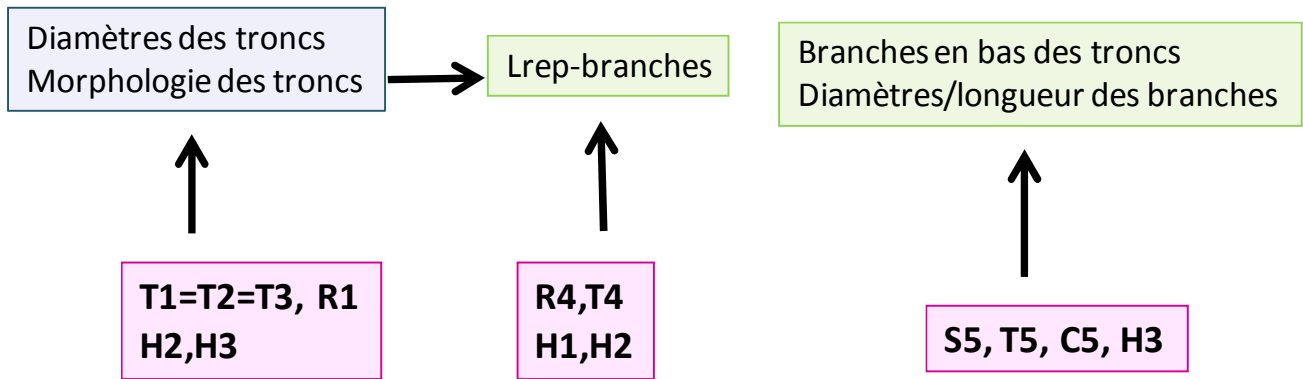 Diamètres des troncs
Morphologie des troncs
Lrep-branches
Branches en bas des troncs
Diamètres/longueur des branches
T1=T2=T3, R1
H2,H3
R4,T4
H1,H2
S5, T5, C5, H3